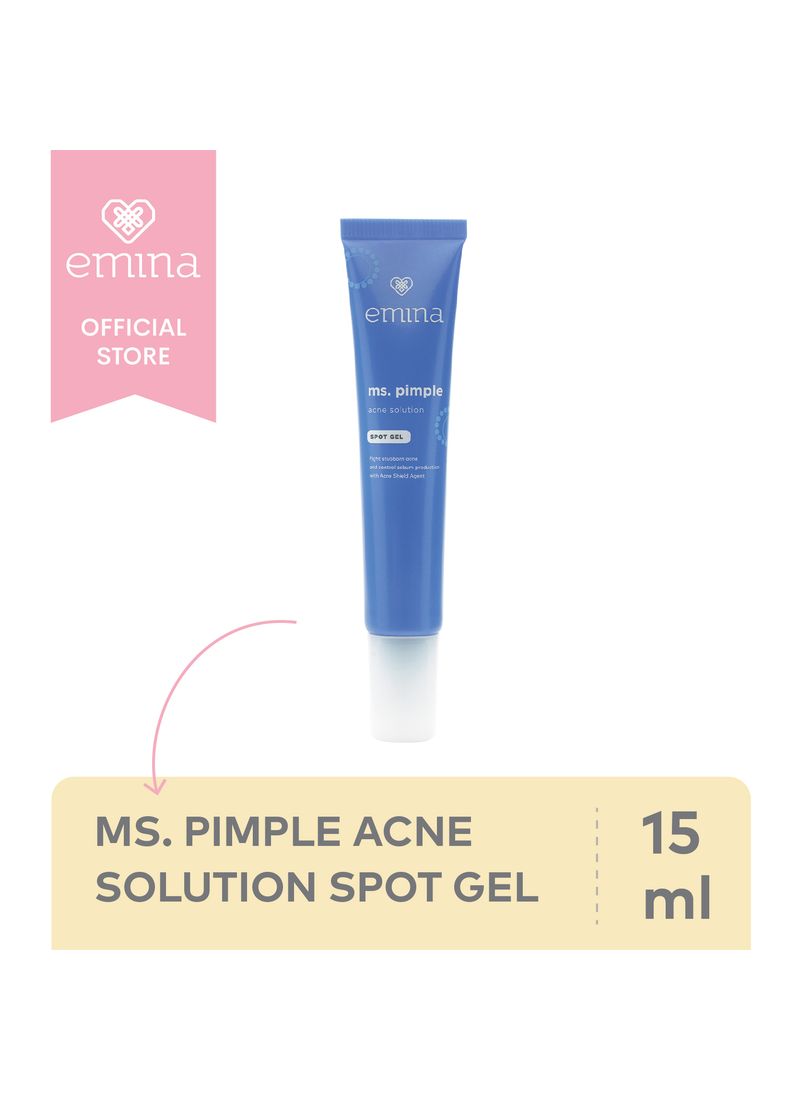 emina
OFFICIAL
STORE
emina
ms. pimple
acne solution
SPOT GEL
Fight stubborn acne
and control sebum production
with Acne Shield Agent
MS. PIMPLE ACNE
SOLUTION SPOT GEL
15
ml